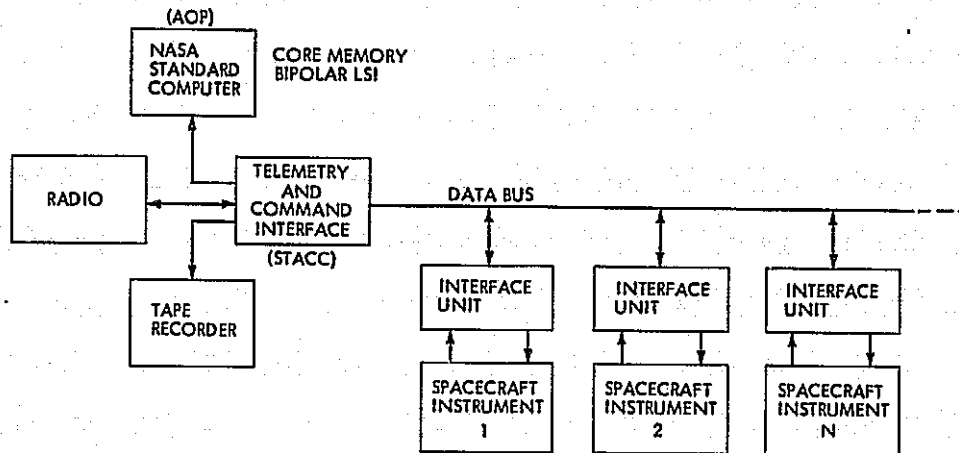 (AOP)
NASA
STANDARD
COMPUTER
CORE MEMORY
BIPOLAR LSI
RADIO
TELEMETRY
AND
COMMAND
INTERFACE
(STACC)
DATA BUS
TAPE
RECORDER
INTERFACE
UNIT
INTERFACE
UNIT
INTERFACE
UNIT
SPACECRAFT
INSTRUMENT
1
SPACECRAFT
INSTRUMENT
2
SPACECRAFT
INSTRUMENT
N